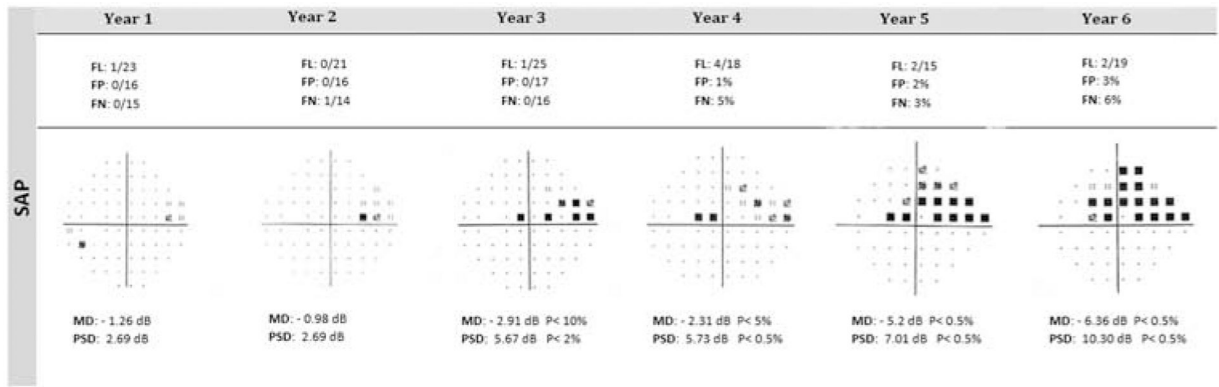 Year 1 Year 2 Year 3 Year 4 Year 5 Year 6
FL: 1/23 FL: 0/21 FL: 1/25 FL: 4/18 FL: 2/15 FL: 2/19
FP: 0/16 FP: 0/16 FP: 0/17 FP: 1% FP: 2% FP: 3%
FN: 0/15 FN: 1/14 FN: 0/16 FN: 5% FN: 3% FN: 6%
SAP
MD: - 1.26 dB MD: - 0.98 dB MD: - 2.91 dB P< 10% MD: - 2.31 dB P< 5% MD: - 5.2 dB P< 0.5% MD: - 6.36 dB P< 0.5%
PSD: 2.69 dB PSD: 2.69 dB PSD: 5.67 dB P< 2% PSD: 5.73 dB P< 0.5% PSD: 7.01 dB P< 0.5% PSD: 10.30 dB P< 0.5%